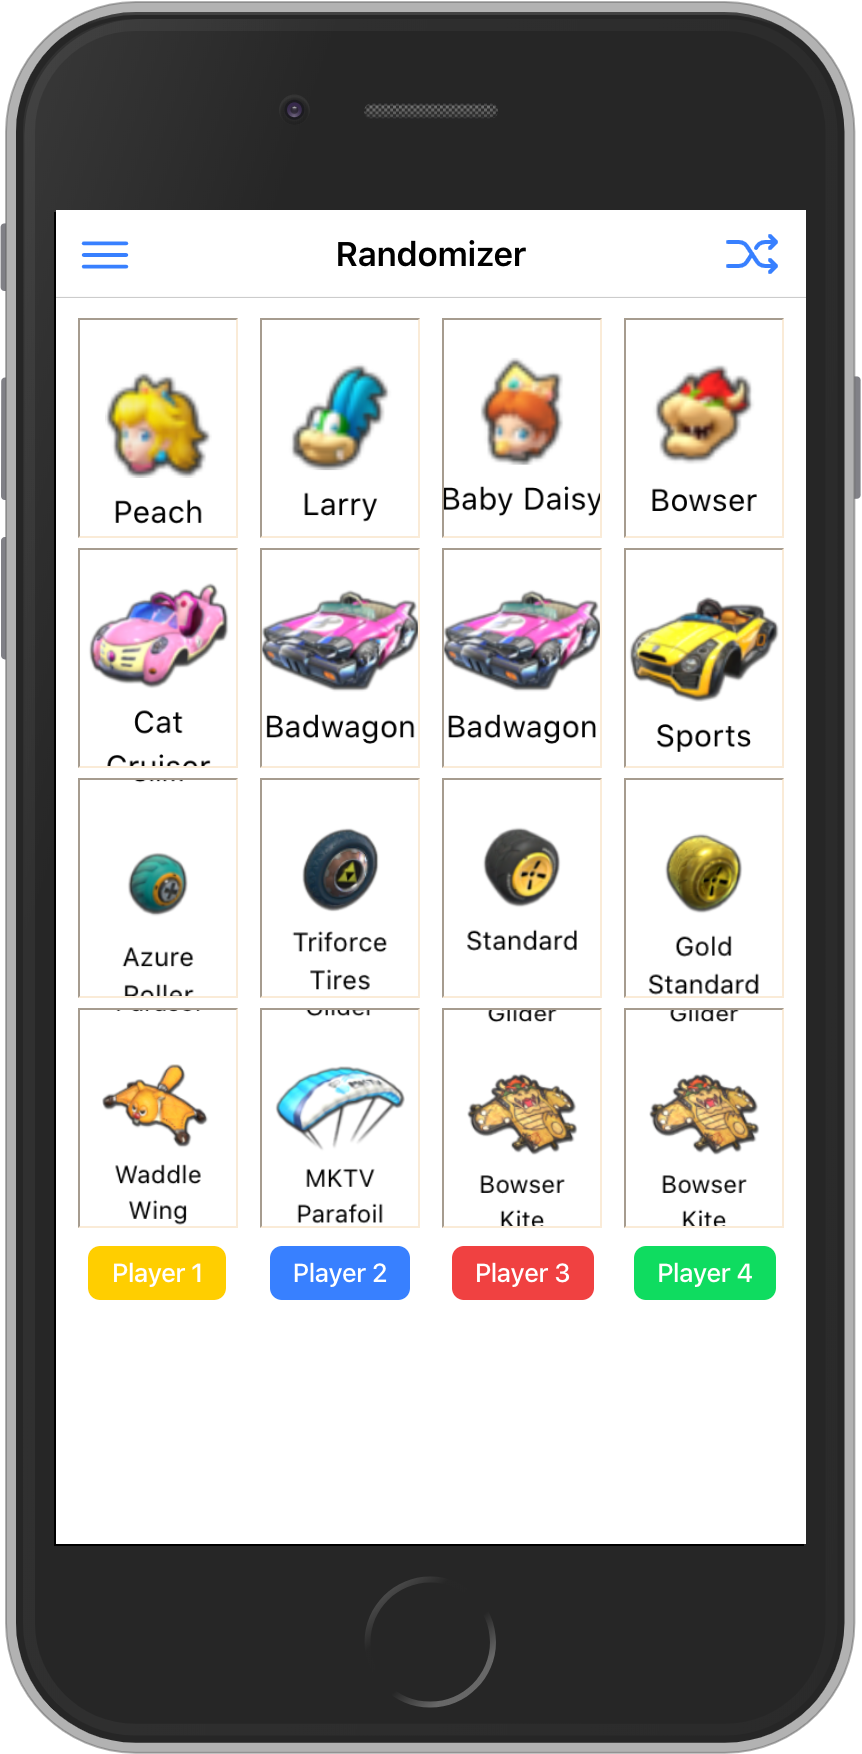 Randomizer
Peach
Larry
Baby Daisy
Bowser
Cat
Cruiser
Badwagon
Badwagon
Sports
Azure
Roller
Triforce
Tires
Standard
Gold
Standard
Glider
Glider
Glider
Waddle
Wing
MKTV
Parafoil
Bowser
Kite
Bowser
Kite
Player 1
Player 2
Player 3
Player 4